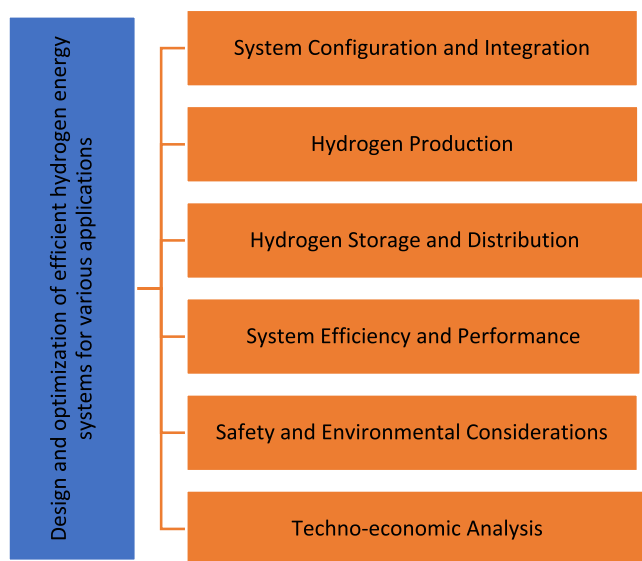 Design and optimization of efficient hydrogen energy
systems for various applications
System Configuration and Integration
Hydrogen Production
Hydrogen Storage and Distribution
System Efficiency and Performance
Safety and Environmental Considerations
Techno-economic Analysis